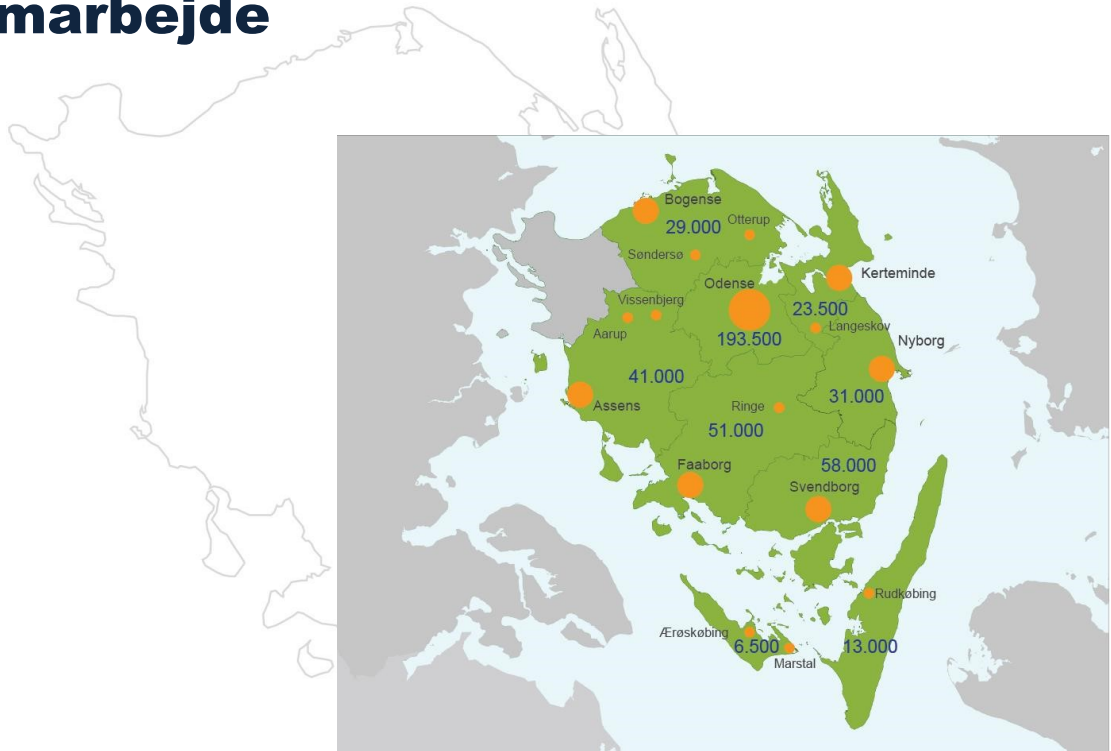 marbejde
Bogense
29.000
Otterup
Søndersø
Odense
Kerteminde
Vissenbjerg
23.500
Langeskov
Aarup
193.500
Nyborg
41.000
31.000
Assens
Ringe
51.000
Faaborg
58.000
Svendborg
Rudkøbing
Ærøskøbing
6.500
13.000
Marstal